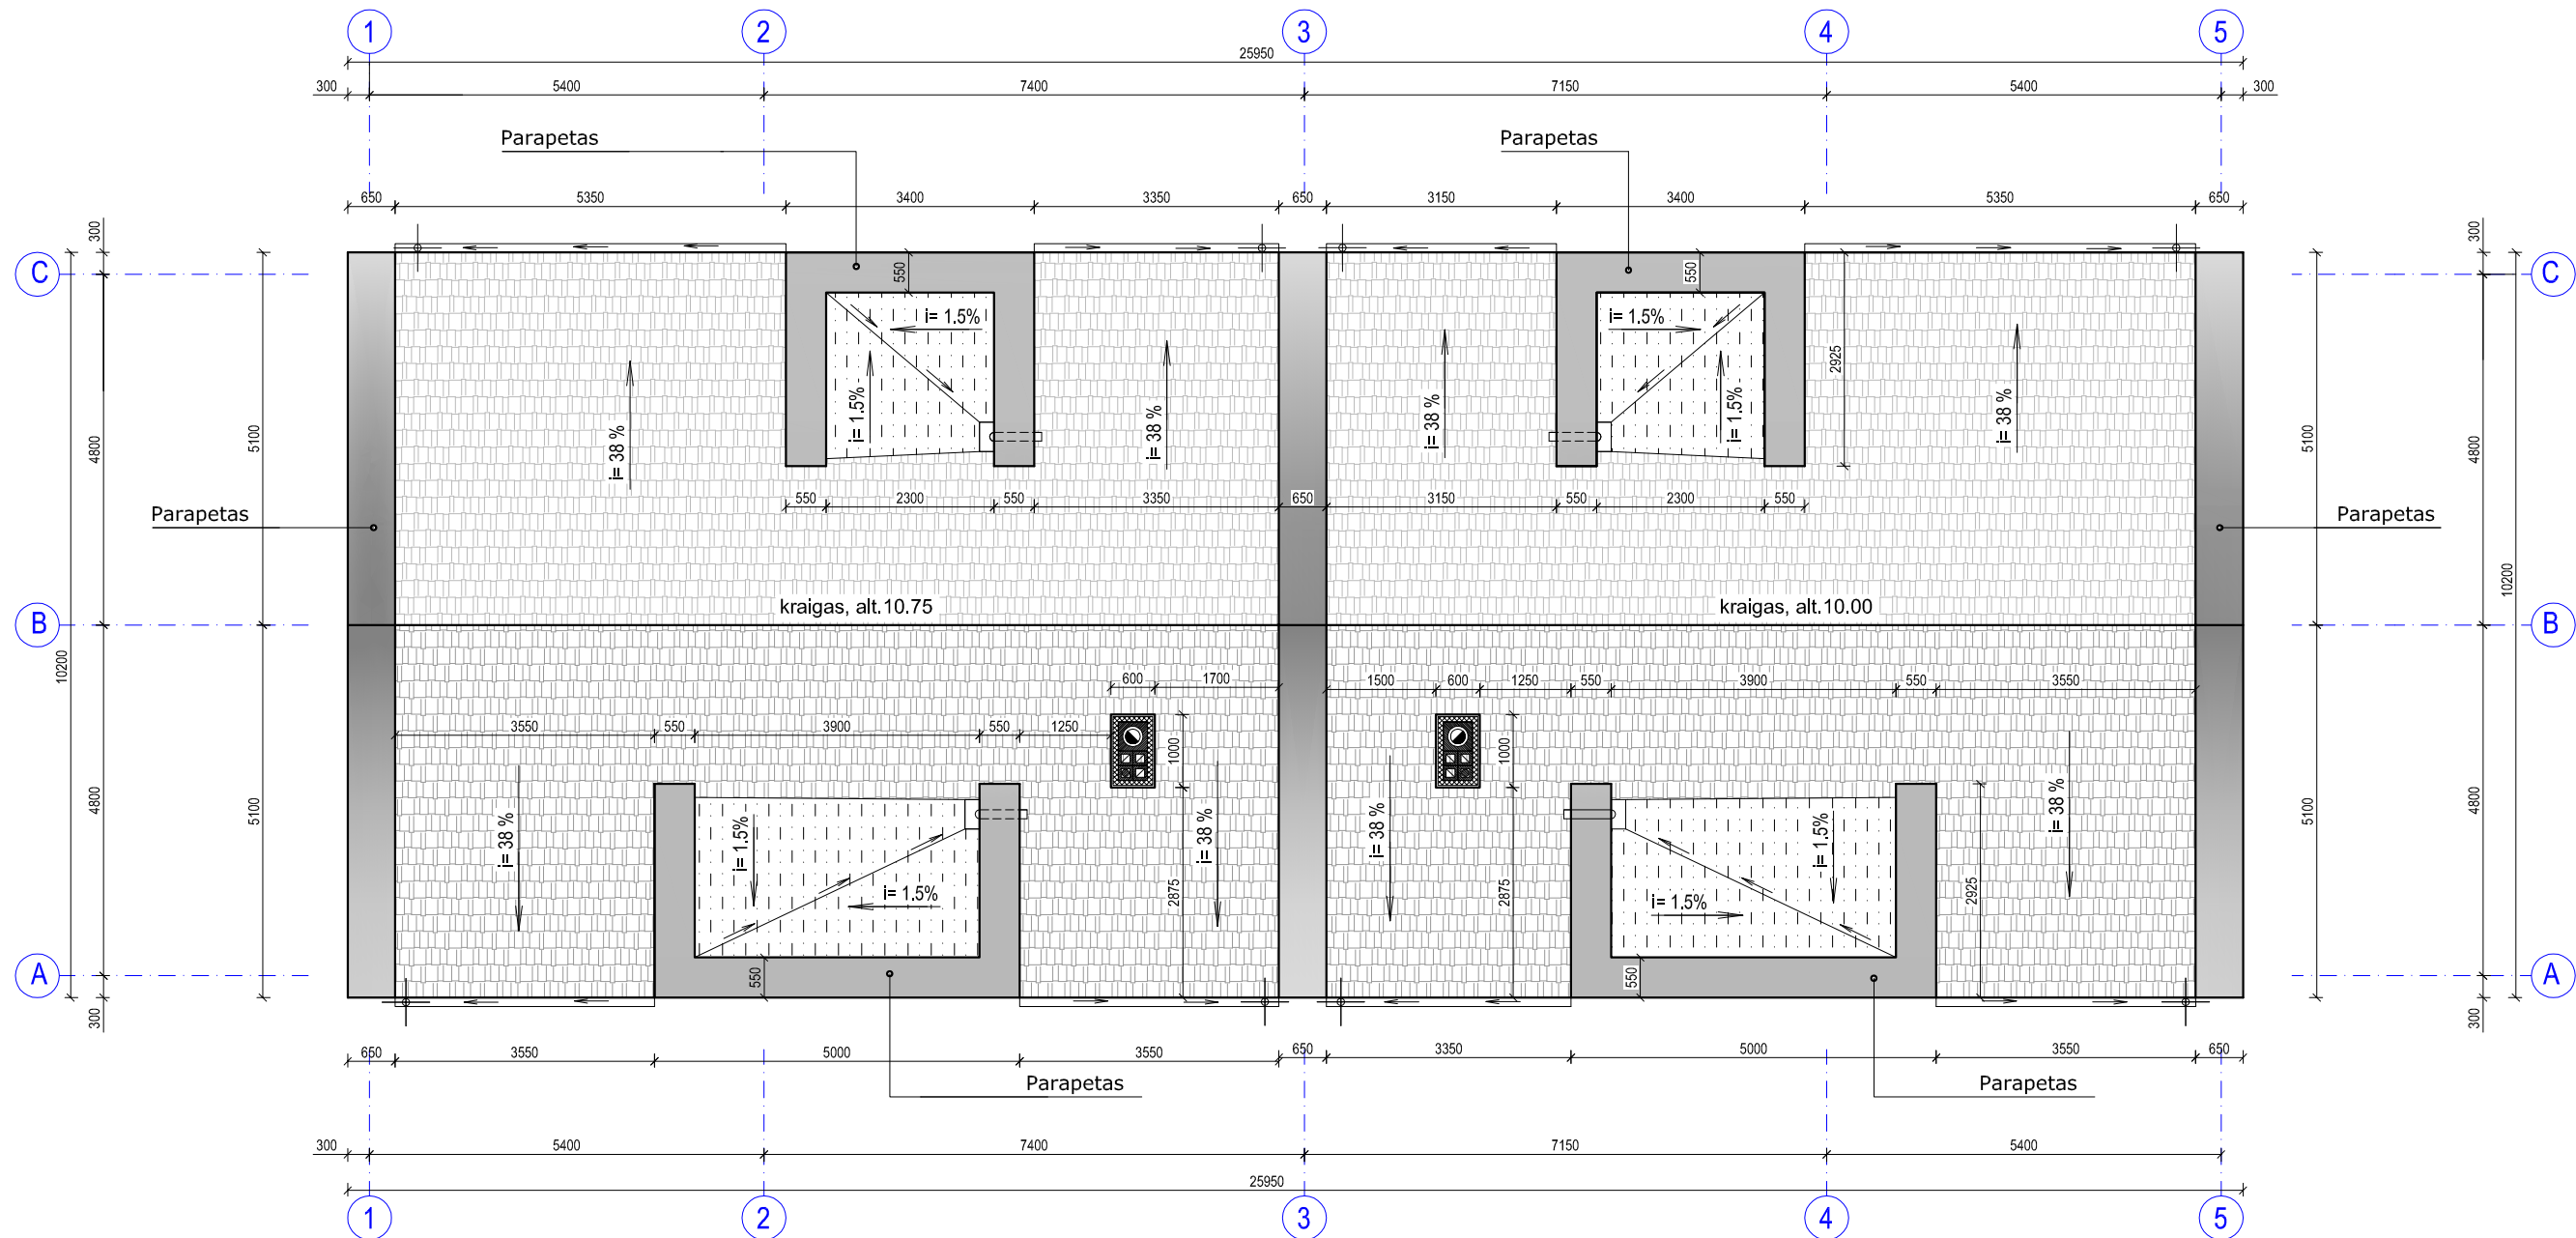 1 2 3 4 5
25950
300 5400 7400 7150 5400 300
Parapetas Parapetas
650 5350 3400 3350 650 3150 3400 5350 650
300 300
C C
550 550
i= 1.5% i= 1.5%
2925
i= 1.5% i= 1.5%
i= 38 % i= 38 % i= 38 % i= 38 %
4800 5100 5100 4800
550 2300 550 3350 650 3150 550 2300 550
Parapetas Parapetas
kraigas, alt.10.75 kraigas, alt.10.00
B B
10200 10200
600 1700 1500 600 1250 550 3900 550 3550
3550 550 3900 550 1250
1000 1000
4800 5100 5100 4800
i= 38 % i= 1.5% i= 38 % i= 38 % i= 1.5% i= 38 %
i= 1.5% i= 1.5%
2875 2875 2925
550 550
A A
300 300
650 3550 5000 3550 650 3350 5000 3550 650
Parapetas Parapetas
300 5400 7400 7150 5400
25950
1 2 3 4 5